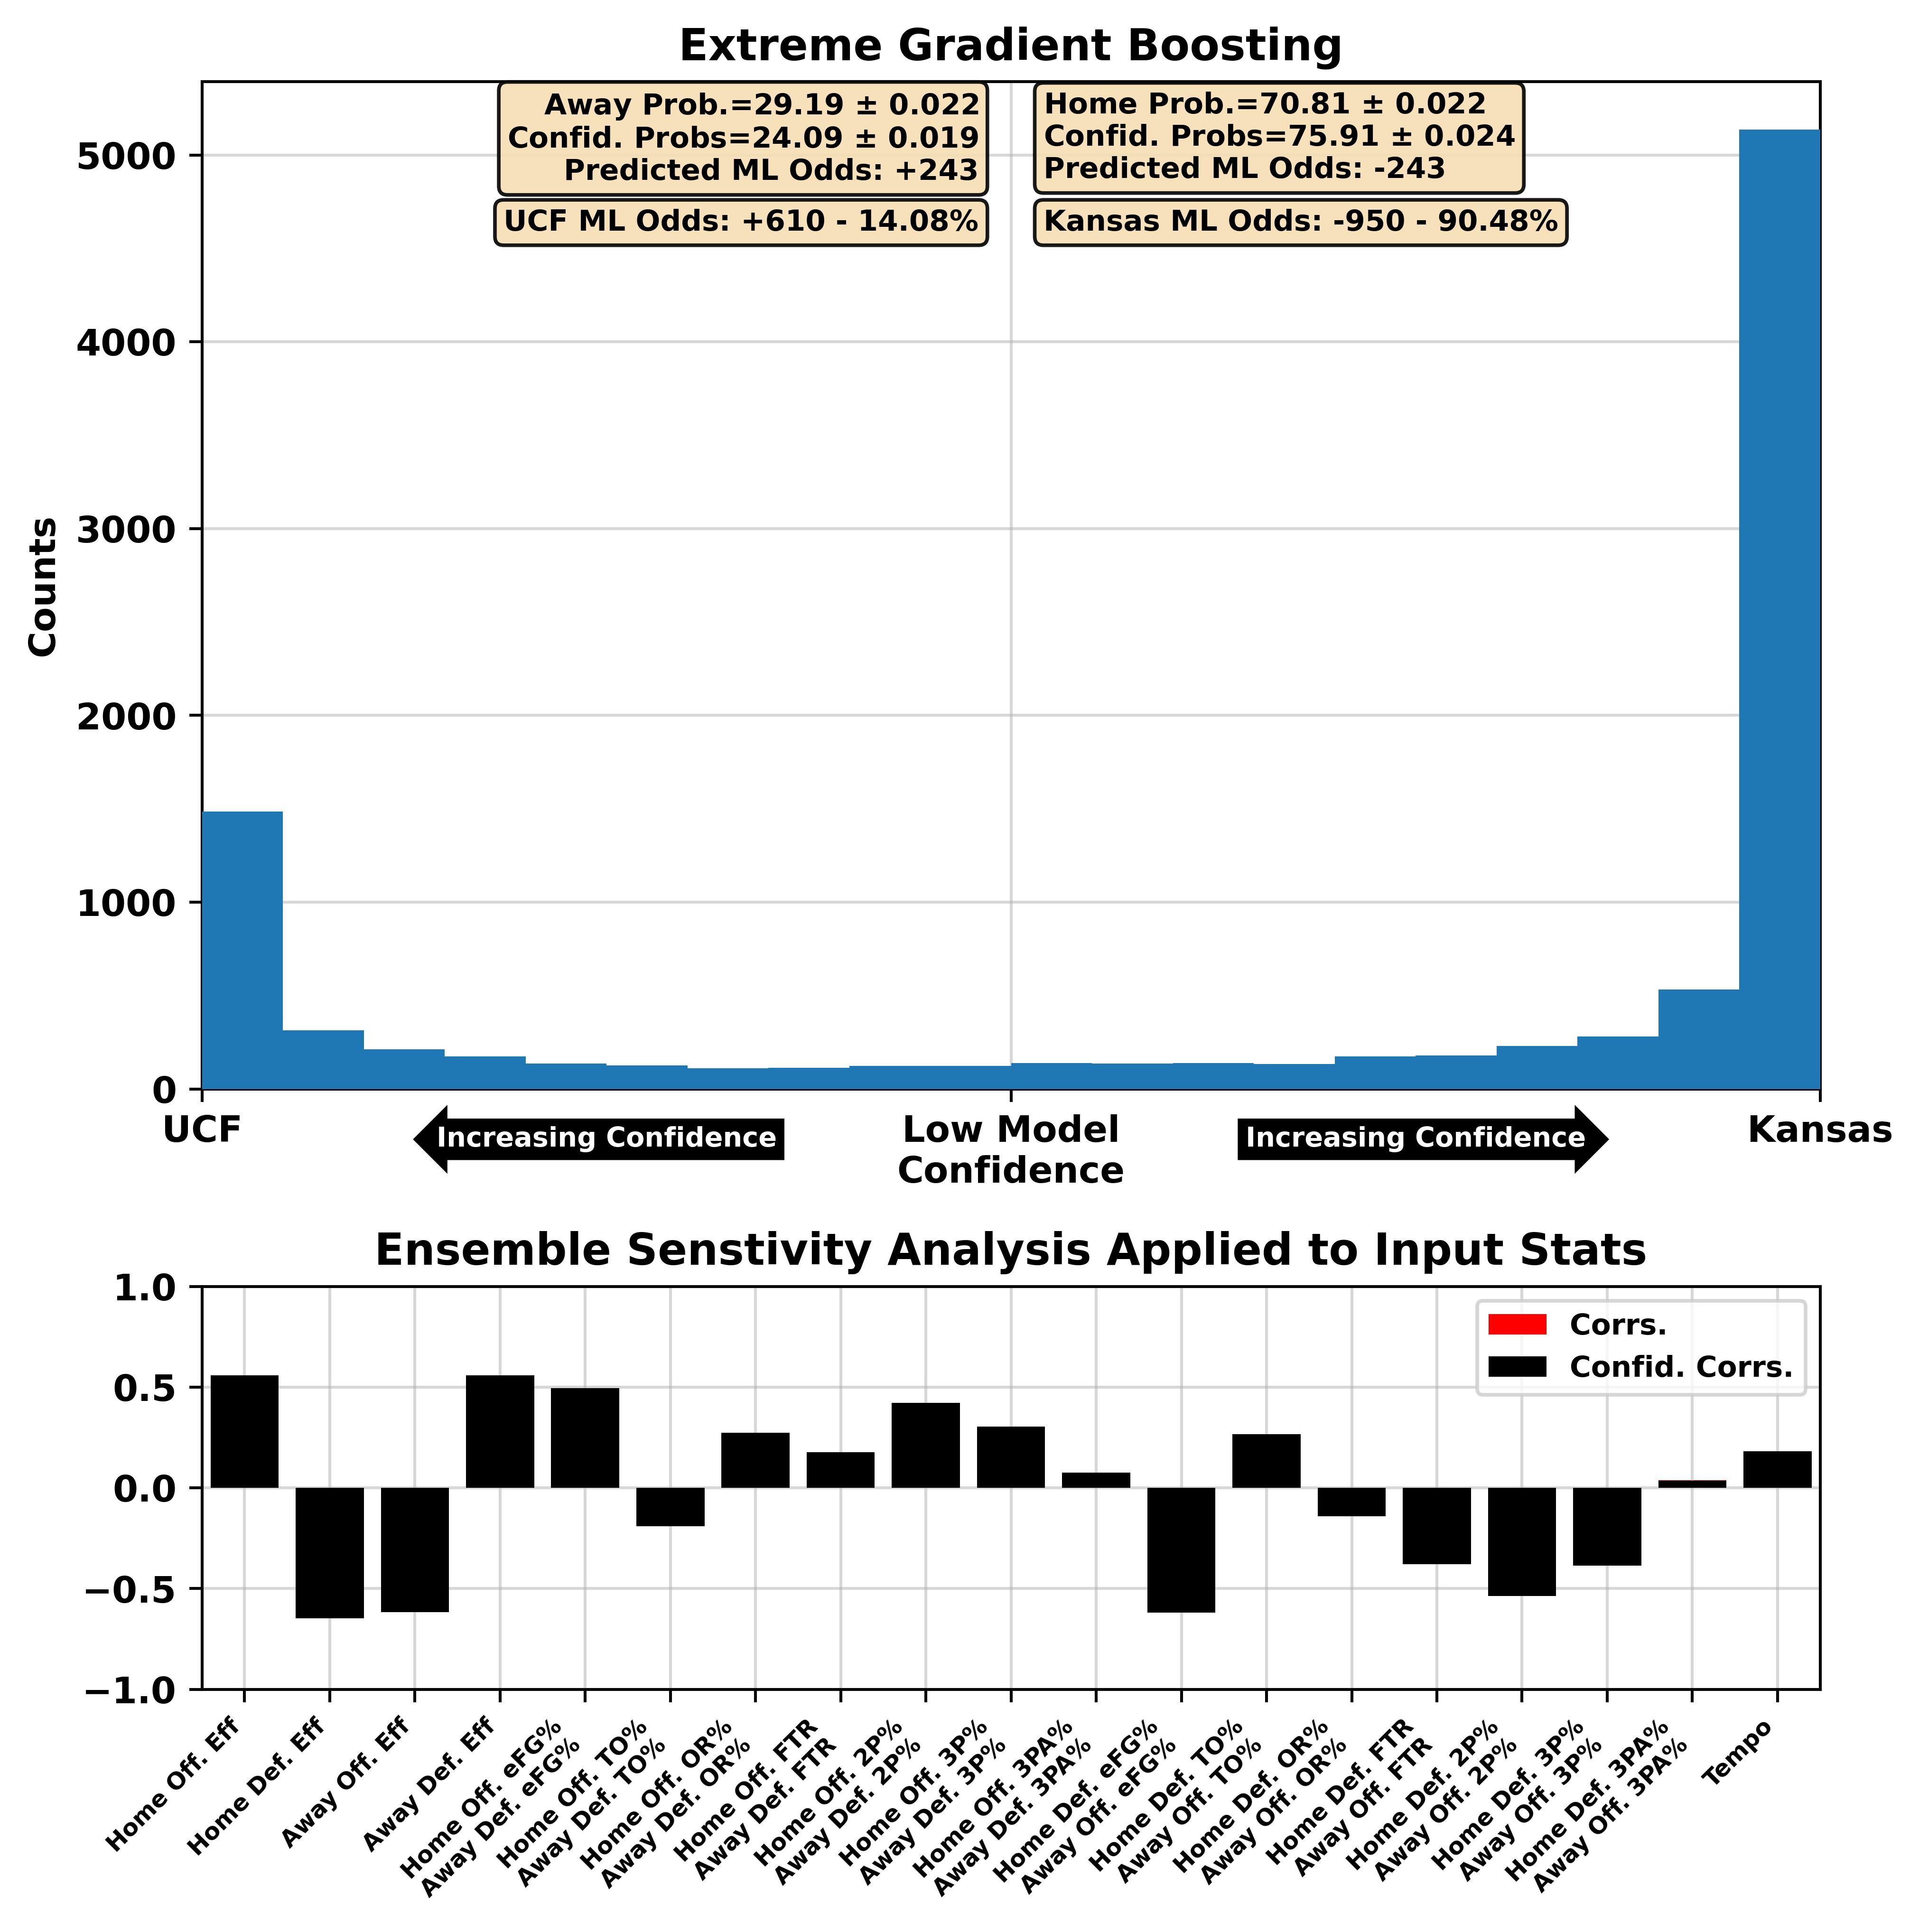 Extreme Gradient Boosting
Away Prob.=29.19 ± 0.022
Confid. Probs=24.09 ± 0.019
Predicted ML Odds: +243
UCF ML Odds: +610 - 14.08%
Home Prob.=70.81 ± 0.022
Confid. Probs=75.91 ± 0.024
Predicted ML Odds: -243
Kansas ML Odds: -950 - 90.48%
Counts
5000
4000
3000
2000
1000
0
UCF
Increasing Confidence
Low Model
Confidence
Increasing Confidence
Kansas
Ensemble Senstivity Analysis Applied to Input Stats
1.0
0.5
0.0
−0.5
−1.0
Corrs.
Confid. Corrs.
Home Off. Eff
Home Def. Eff
Away Off. Eff
Away Def. Eff
Home Off. eFG%
Away Def. eFG%
Home Off. TO%
Away Def. TO%
Home Off. OR%
Away Def. OR%
Home Off. FTR
Away Def. FTR
Home Off. 2P%
Away Def. 2P%
Home Off. 3P%
Away Def. 3P%
Home Off. 3PA%
Away Def. 3PA%
Home Def. eFG%
Away Off. eFG%
Home Def. TO%
Away Off. TO%
Home Def. OR%
Away Off. OR%
Home Def. FTR
Away Off. FTR
Home Def. 2P%
Away Off. 2P%
Home Def. 3P%
Away Off. 3P%
Home Def. 3PA%
Away Off. 3PA%
Tempo